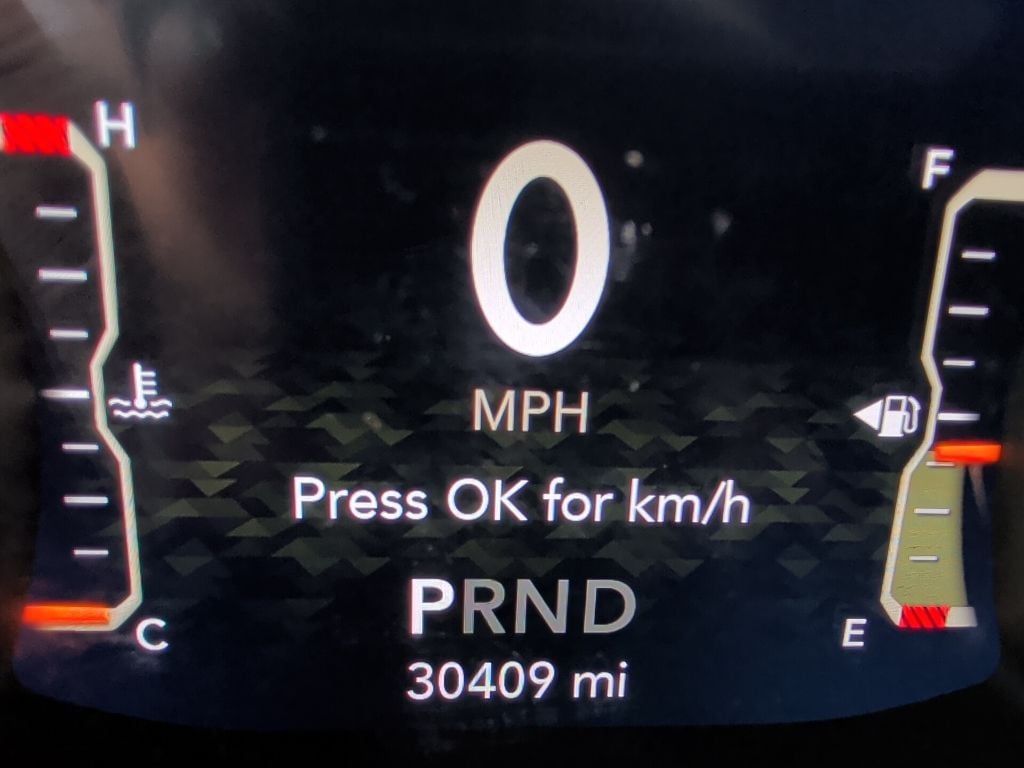 H
F
0
MPH
Press OK for km/h
PRND
C
E
30409 mi